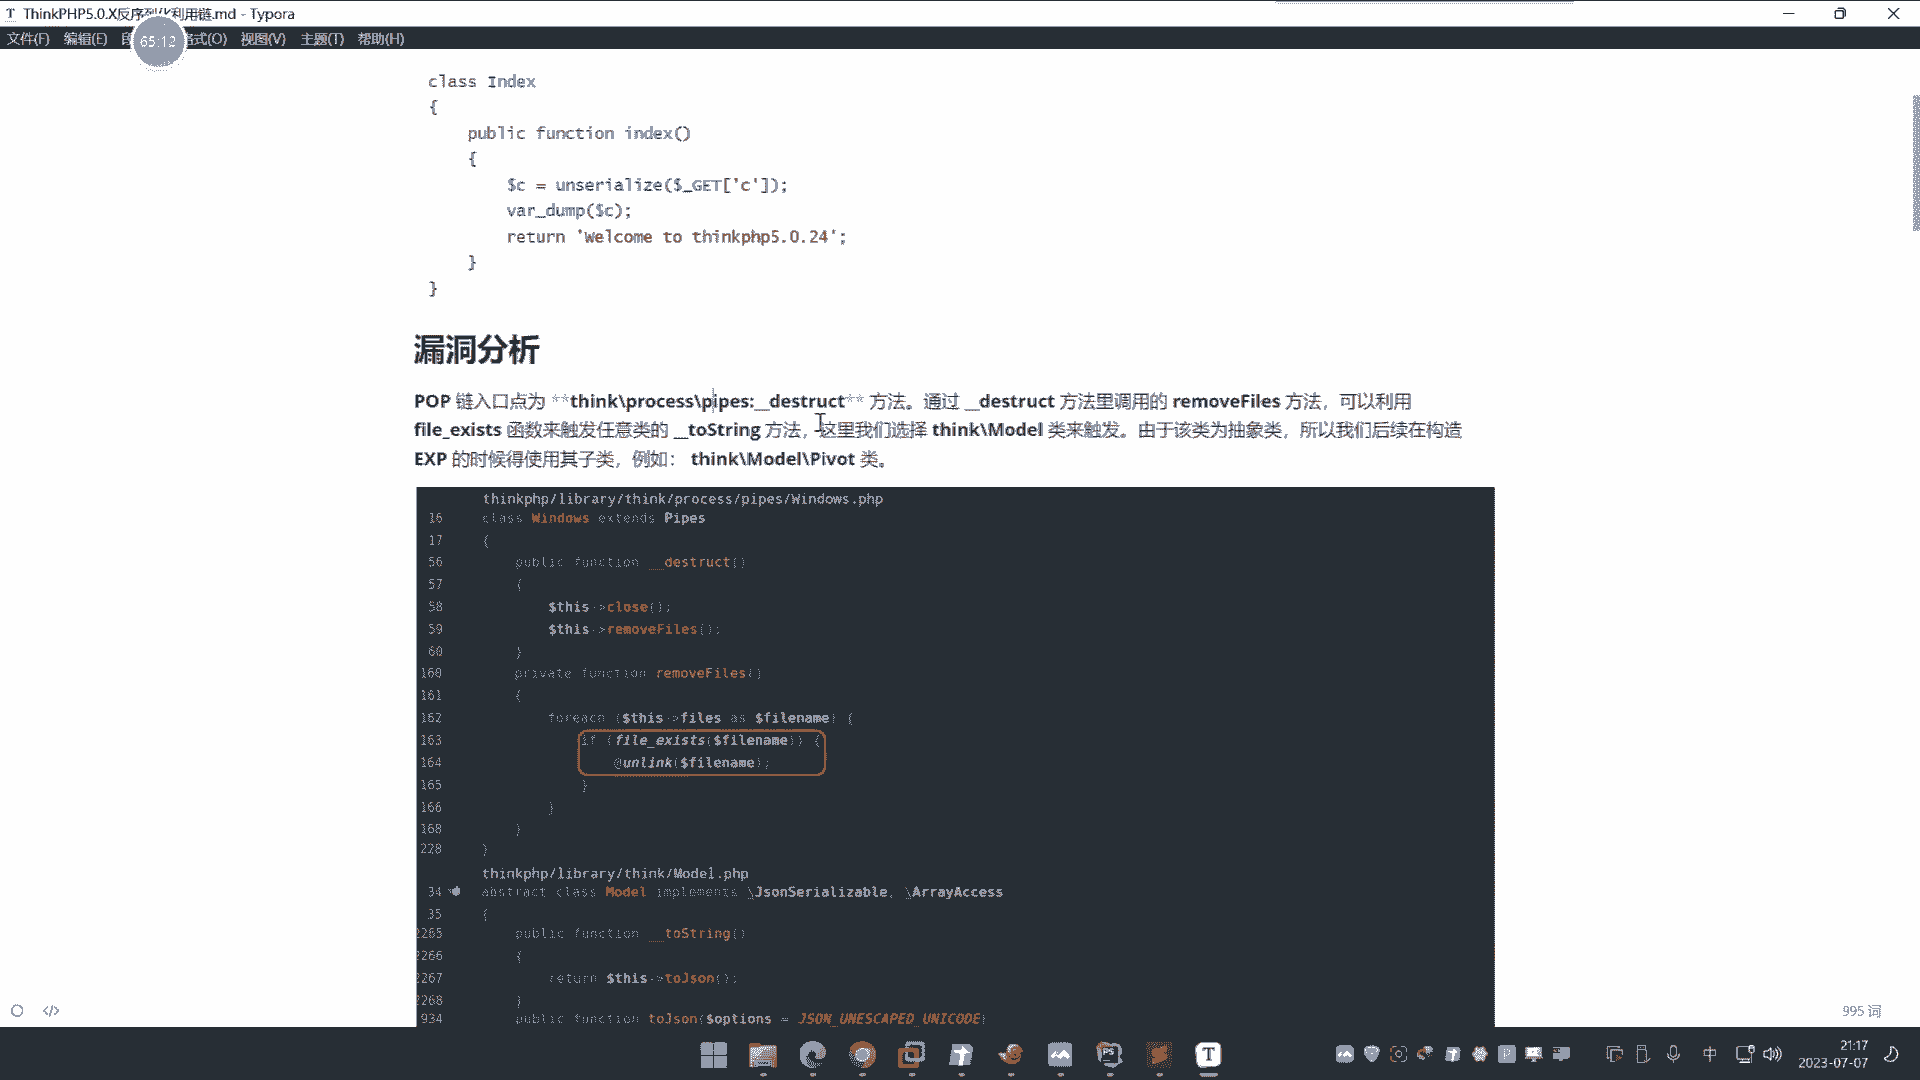 ThinkPHP5.0.X反序列化利用链.md - Typora
文件(F) 编辑(E) 段 格式(O) 视图(V) 主题(T) 帮助(H)
65:12
class Index
{
public function index()
{
$c = unserialize($_GET['c']);
var_dump($c);
return 'Welcome to thinkphp5.0.24';
}
}
漏洞分析
POP 链入口点为 **think\process\pipes:__destruct** 方法。通过 __destruct 方法里调用的 removeFiles 方法，可以利用
file_exists 函数来触发任意类的 __toString 方法，这里我们选择 think\Model 类来触发。由于该类为抽象类，所以我们后续在构造
EXP 的时候得使用其子类，例如： think\Model\Pivot 类。
thinkphp/library/think/process/pipes/Windows.php
16 class Windows extends Pipes
17 {
56 public function __destruct()
57 {
58 $this->close();
59 $this->removeFiles();
60 }
160 private function removeFiles()
161 {
162 foreach ($this->files as $filename) {
163 if (file_exists($filename)) {
164 @unlink($filename);
165 }
166 }
168 }
228 }
thinkphp/library/think/Model.php
34 abstract class Model implements \JsonSerializable, \ArrayAccess
35 {
2265 public function __toString()
2266 {
2267 return $this->toJson();
2268 }
934 public function toJson($options = JSON_UNESCAPED_UNICODE)
995 词
中
21:17
2023-07-07